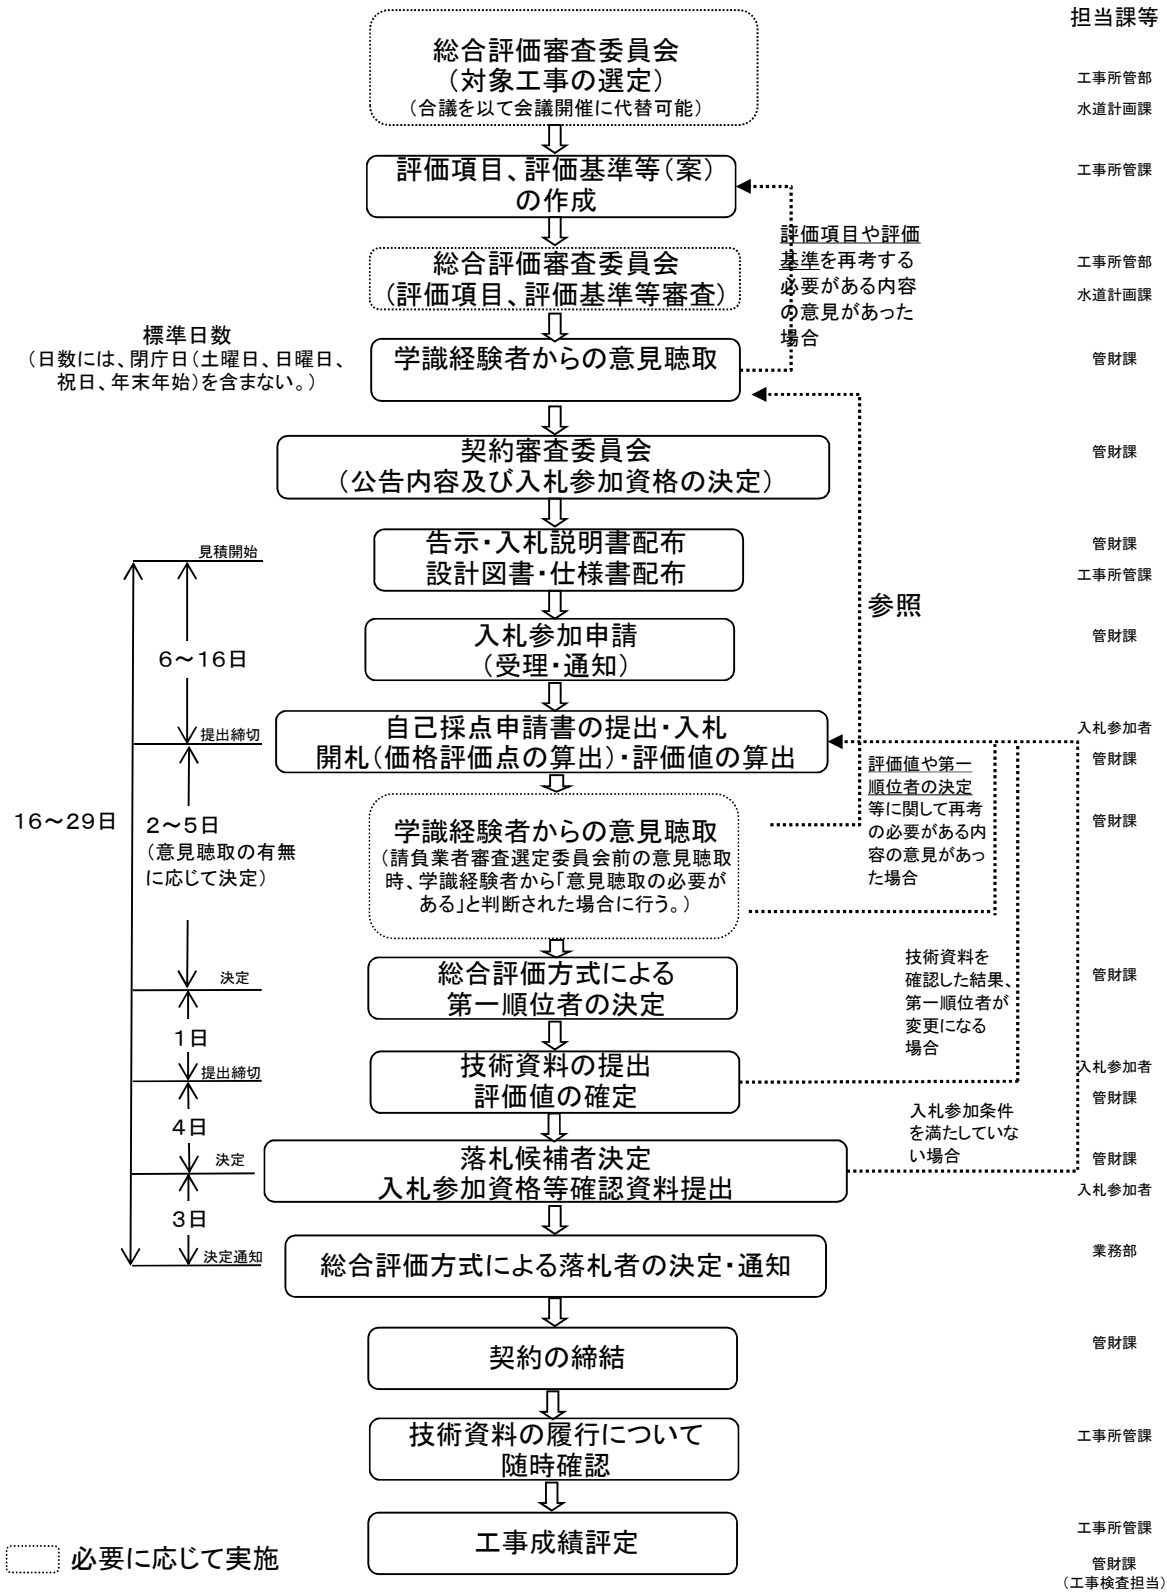 担当課等
総合評価審査委員会
（対象工事の選定）
（合議を以て会議開催に代替可能）
工事所管部
水道計画課
評価項目、評価基準等（案）
の作成
工事所管課
総合評価審査委員会
（評価項目、評価基準等審査）
工事所管部
水道計画課
評価項目や評価
基準を再考する
必要がある内容
の意見があった
場合
標準日数
（日数には、閉庁日（土曜日、日曜日、
祝日、年末年始）を含まない。）
学識経験者からの意見聴取
管財課
契約審査委員会
（公告内容及び入札参加資格の決定）
管財課
告示・入札説明書配布
設計図書・仕様書配布
管財課
工事所管課
見積開始
参照
入札参加申請
（受理・通知）
管財課
6～16日
自己採点申請書の提出・入札
開札（価格評価点の算出）・評価値の算出
入札参加者
管財課
提出締切
評価値や第一
順位者の決定
等に関して再考
の必要がある内
容の意見があっ
た場合
16～29日
2～5日
（意見聴取の有無
に応じて決定）
学識経験者からの意見聴取
（請負業者審査選定委員会前の意見聴取
時、学識経験者から「意見聴取の必要が
ある」と判断された場合に行う。）
管財課
決定
総合評価方式による
第一順位者の決定
管財課
技術資料を
確認した結果、
第一順位者が
変更になる
場合
1日
提出締切
技術資料の提出
評価値の確定
入札参加者
管財課
4日
入札参加条件
を満たしていな
い場合
決定
落札候補者決定
入札参加資格等確認資料提出
管財課
入札参加者
3日
決定通知
総合評価方式による落札者の決定・通知
業務部
契約の締結
管財課
技術資料の履行について
随時確認
工事所管課
工事成績評定
工事所管課
管財課
（工事検査担当）
必要に応じて実施